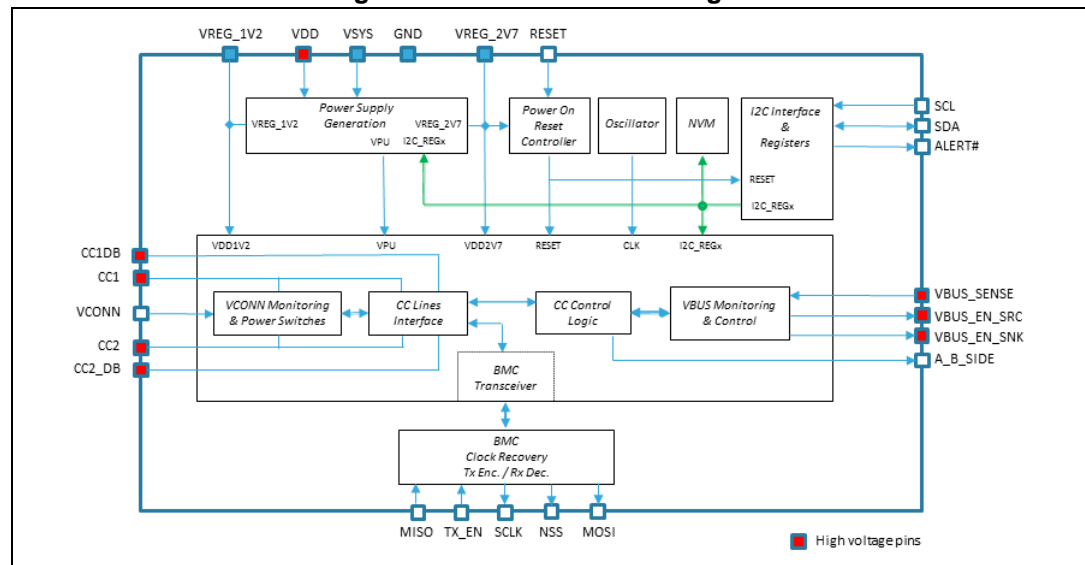 VREG_1V2 VDD VSYS GND VREG_2V7 RESET
Power Supply
Generation
VREG_1V2
VREG_2V7
VPU
I2C_REGx
Power On
Reset
Controller
Oscillator
NVM
I2C Interface
&
Registers
RESET
I2C_REGx
SCL
SDA
ALERT#
VDD1V2 VPU VDD2V7 RESET CLK I2C_REGx
CC1DB
CC1
VCONN
CC2
CC2_DB
VCONN Monitoring
& Power Switches
CC Lines
Interface
CC Control
Logic
VBUS Monitoring
& Control
BMC
Transceiver
VBUS_SENSE
VBUS_EN_SRC
VBUS_EN_SNK
A_B_SIDE
BMC
Clock Recovery
Tx Enc. / Rx Dec.
MISO TX_EN SCLK NSS MOSI
High voltage pins